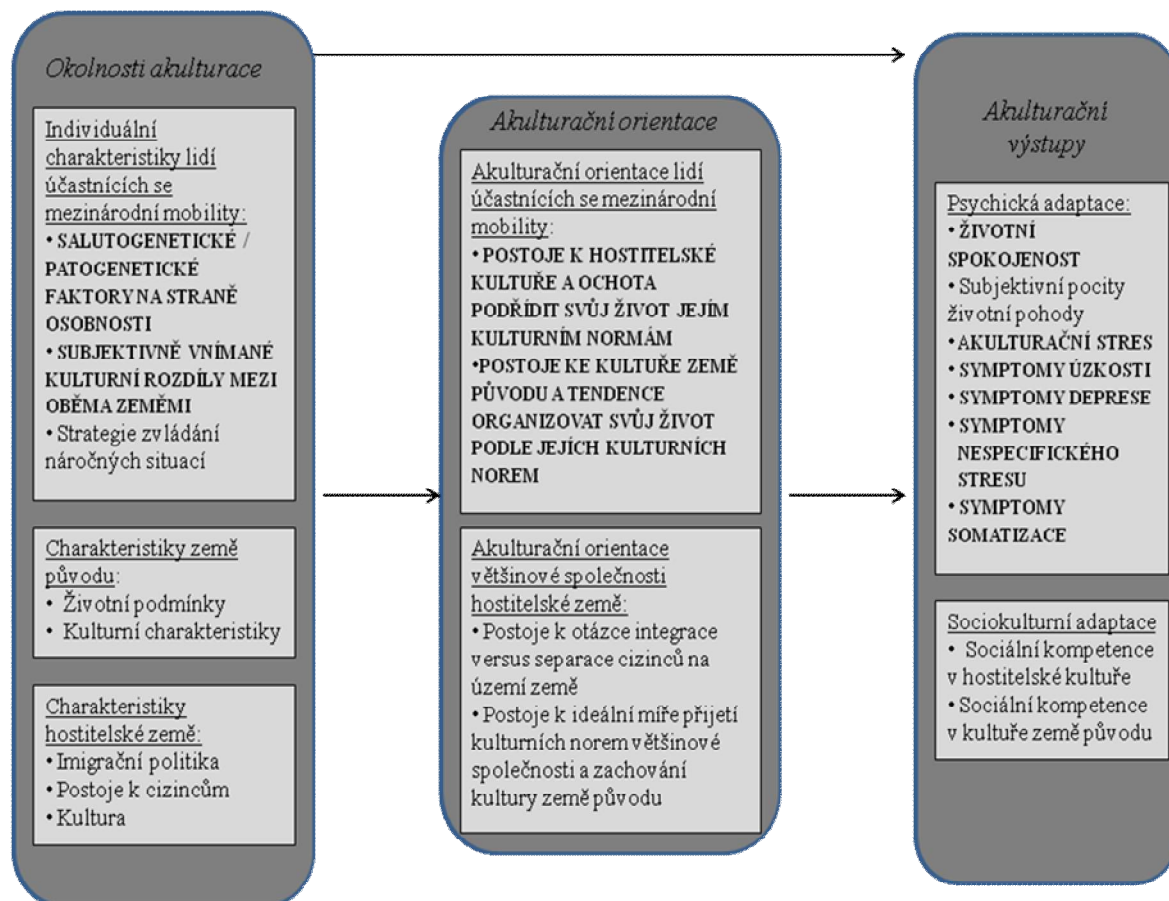 Okolnosti akulturace
Individuální
charakteristiky lidí
účastnících se
mezinárodní mobility:
• SALUTOGENETICKÉ /
PATOGENETICKÉ
FAKTORY NA STRANĚ
OSOBNOSTI
• SUBJEKTIVNĚ VNÍMANÉ
KULTURNÍ ROZDÍLY MEZI
OBĚMA ZEMĚMI
• Strategie zvládání
náročných situací
Charakteristiky země
původu:
• Životní podmínky
• Kulturní charakteristiky
Charakteristiky
hostitelské země:
• Imigrační politika
• Postoje k cizincům
• Kultura
Akulturační orientace
Akulturační orientace lidí
účastnících se mezinárodní
mobility:
• POSTOJE K HOSTITELSKÉ
KULTUŘE A OCHOTA
PODŘÍDIT SVŮJ ŽIVOT JEJÍM
KULTURNÍM NORMÁM
•POSTOJE KE KULTUŘE ZEMĚ
PŮVODU A TENDENCE
ORGANIZOVAT SVŮJ ŽIVOT
PODLE JEJÍCH KULTURNÍCH
NOREM
Akulturační orientace
většinové společnosti
hostitelské země:
• Postoje k otázce integrace
versus separace cizinců na
území země
• Postoje k ideální míře přijetí
kulturních norem většinové
společnosti a zachování
kultury země původu
Akulturační
výstupy
Psychická adaptace:
• ŽIVOTNÍ
SPOKOJENOST
• Subjektivní pocity
životní pohody
• AKULTURAČNÍ STRES
• SYMPTOMY ÚZKOSTI
• SYMPTOMY DEPRESE
• SYMPTOMY
NESPECIFICKÉHO
STRESU
• SYMPTOMY
SOMATIZACE
Sociokulturní adaptace
• Sociální kompetence
v hostitelské kultuře
• Sociální kompetence
v kultuře země původu